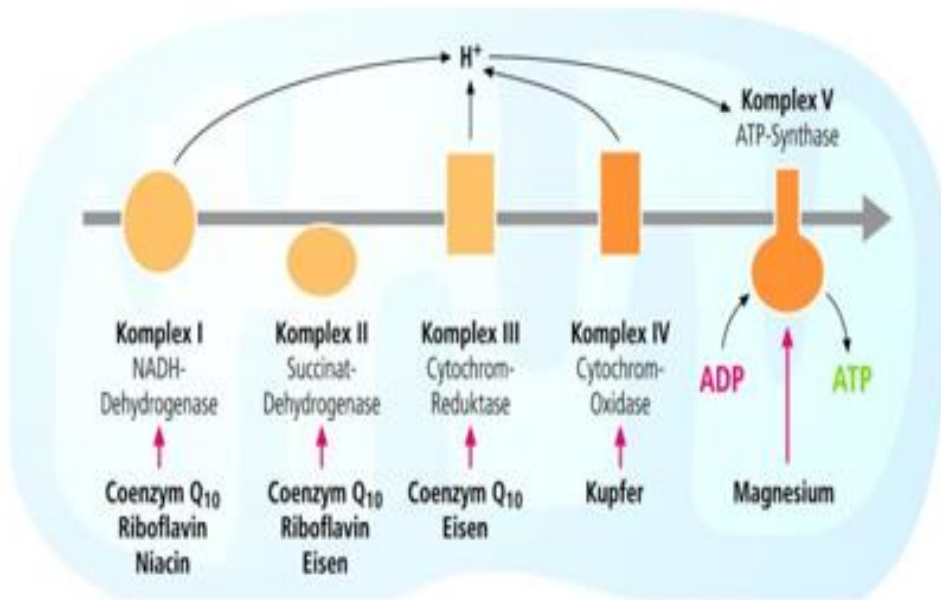 H⁺
Komplex V
ATP-Synthase
Komplex I
NADH-
Dehydrogenase
Komplex II
Succinat-
Dehydrogenase
Komplex III
Cytochrom-
Reduktase
Komplex IV
Cytochrom-
Oxidase
ADP
ATP
Coenzym Q₁₀
Riboflavin
Niacin
Coenzym Q₁₀
Riboflavin
Eisen
Coenzym Q₁₀
Eisen
Kupfer
Magnesium